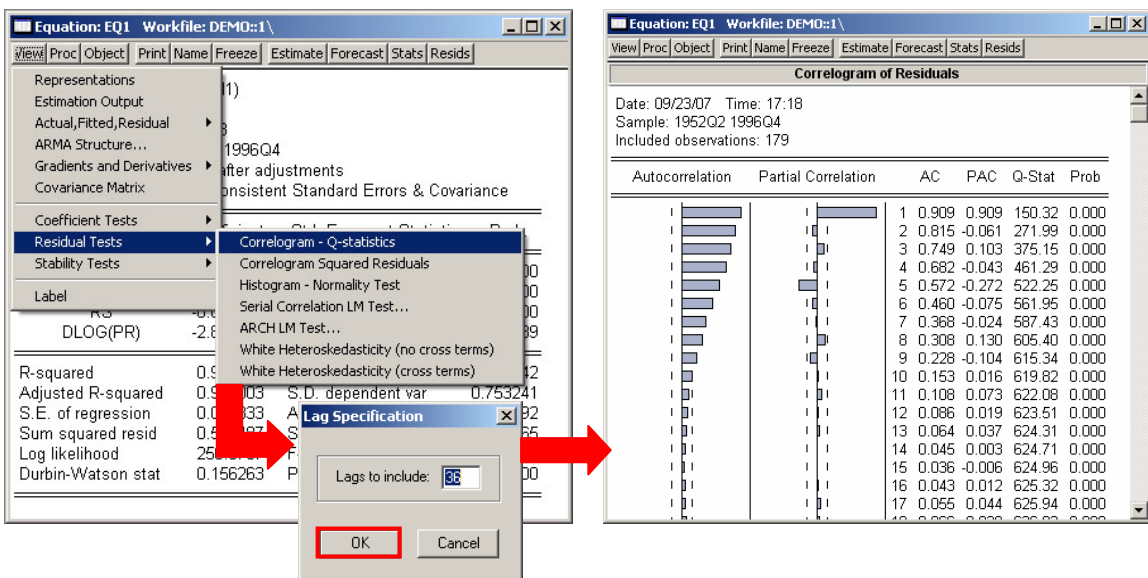 Equation: EQ1 Workfile: DEMO::1\
View Proc Object Print Name Freeze Estimate Forecast Stats Resids
Representations
Estimation Output
Actual,Fitted,Residual
ARMA Structure...
Gradients and Derivatives
Covariance Matrix
Coefficient Tests
Residual Tests
Stability Tests
Label
1996Q4
after adjustments
Standard Errors & Covariance
Correlogram - Q-statistics
Correlogram Squared Residuals
Histogram - Normality Test
Serial Correlation LM Test...
ARCH LM Test...
White Heteroskedasticity (no cross terms)
White Heteroskedasticity (cross terms)
RS
DLOG(PR)
R-squared
Adjusted R-squared S.D. dependent var 0.753241
S.E. of regression
Sum squared resid
Log likelihood
Durbin-Watson stat 0.156263
Lag Specification
Lags to include: 36
OK Cancel
Equation: EQ1 Workfile: DEMO::1\
View Proc Object Print Name Freeze Estimate Forecast Stats Resids
Correlogram of Residuals
Date: 09/23/07 Time: 17:18
Sample: 1952Q2 1996Q4
Included observations: 179
Autocorrelation Partial Correlation AC PAC Q-Stat Prob
1 0.909 0.909 150.32 0.000
2 0.815 -0.061 271.99 0.000
3 0.749 0.103 375.15 0.000
4 0.682 -0.043 461.29 0.000
5 0.572 -0.272 522.25 0.000
6 0.460 -0.075 561.95 0.000
7 0.368 -0.024 587.43 0.000
8 0.308 0.130 605.40 0.000
9 0.228 -0.104 615.34 0.000
10 0.153 0.016 619.82 0.000
11 0.108 0.073 622.08 0.000
12 0.086 0.019 623.51 0.000
13 0.064 0.037 624.31 0.000
14 0.045 0.003 624.71 0.000
15 0.036 -0.006 624.96 0.000
16 0.043 0.012 625.32 0.000
17 0.055 0.044 625.94 0.000